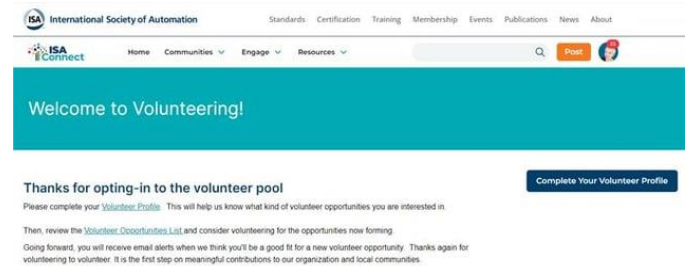 ISA International Society of Automation
Standards Certification Training Membership Events Publications News About
ISA Connect Home Communities Engage Resources Post
Welcome to Volunteering!
Complete Your Volunteer Profile
Thanks for opting-in to the volunteer pool
Please complete your Volunteer Profile. This will help us know what kind of volunteer opportunities you are interested in.
Then, review the Volunteer Opportunities List and consider volunteering for the opportunities now forming.
Going forward, you will receive email alerts when we think you'll be a good fit for a new volunteer opportunity. Thanks again for
volunteering to volunteer. It is the first step on meaningful contributions to our organization and local communities.